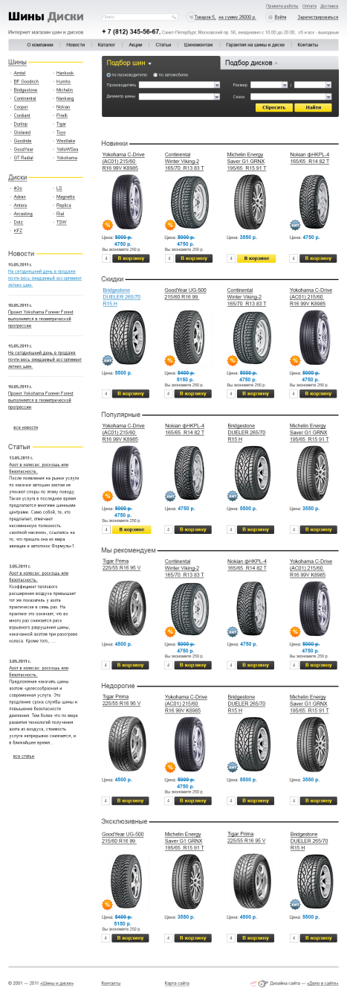 Правила работы Оплата Доставка
Шины Диски
Поиск
Товаров 5, на сумму 25000 р.
Войти
Зарегистрироваться
Интернет магазин шин и дисков
+ 7 (812) 345-56-67, Санкт-Петербург, Московский пр. 56, ежедневно с 10.00 до 20.00, сб и вск - выходные
О компании Новости Каталог Акции Статьи Шиномонтаж Гарантия на шины и диски Контакты
Шины
Amtel Hankook
BF Goodrich Kumho
Bridgestone Michelin
Continental Nankang
Cooper Nokian
Cordiant Pirelli
Dunlop Tigar
Gislaved Toyo
Goodride Westlake
GoodYear YelloWSea
GT Radial Yokohama
Диски
4Go LS
Advan Magnetto
Antera Replica
Arcasting Rial
Dotz TSW
KFZ
Новости
15.05.2011 г.
На сегодняшний день в продаже
почти весь ожидаемый ассортимент
летних шин.
10.05.2011 г.
Проект Yokohama Forever Forest
выполняется в геометрической
прогрессии
15.05.2011 г.
На сегодняшний день в продаже
почти весь ожидаемый ассортимент
летних шин.
10.05.2011 г.
Проект Yokohama Forever Forest
выполняется в геометрической
прогрессии
все новости
Статьи
13.05.2011 г.
Азот в колесах: роскошь или
безопасность.
После появления на рынке услуги
по накачке автошин азотом не
утихают споры по этому поводу.
Такая услуга в последнее время
предлагается многими шинными
центрами. Само собой, те, кто
предлагает, отмечают
несомненную полезность
«азотной накачки», ссылаясь на
то, что пришла она из мира
авиации и автогонок Формулы-1.
3.05.2011 г.
Азот в колесах: роскошь или
безопасность.
Коэффициент теплового
расширения воздуха превышает
тот же показатель у азота
практически в семь раз. На
практике это означает, что во
много раз снижается риск
взрывного разрушения шины,
накачанной азотом при разогреве
колеса. Кроме того, ....
3.05.2011 г.
Азот в колесах: роскошь или
безопасность.
Предложение накачать шины
азотом -целесообразная и
современная услуга. Это
продление срока службы шины и
повышение безопасности
движения. Тем более что по мере
развития технологий получения
азота из воздуха, стоимость
услуги непрерывно снижается, и
в ближайшее время...
все статьи
Подбор шин Подбор дисков
по производителю по автомобилю
Производитель Размер /
Диаметр шины Сезон
Сбросить Найти
Новинки
Yokohama C-Drive
(AC01) 215/60
R16 99V K8985
Continental
Winter Viking-2
165/70 R13 83 T
Michelin Energy
Saver G1 GRNX
195/65 R15 91 T
Nokian фHKPL-4
165/65 R14 82 T
%
хит
Цена: 5000 р.
4750 р.
Вы экономите 250 р.
Цена: 5000 р.
4750 р.
Вы экономите 250 р.
Цена: 3550 р.
Цена: 4750 р.
4 В корзину 4 В корзину 4 В корзине 4 В корзину
Скидки
Bridgestone
DUELER 265/70
R15 H
GoodYear UG-500
215/60 R16 99
Continental
Winter Viking-2
165/70 R13 83 T
Yokohama C-Drive
(AC01) 215/60
R16 99V K8985
хит
%
%
Цена: 5500 р.
Цена: 5400 р.
5150 р.
Вы экономите 250 р.
Цена: 5000 р.
4750 р.
Вы экономите 250 р.
Цена: 5000 р.
4750 р.
Вы экономите 250 р.
4 В корзину 4 В корзину 4 В корзину 4 В корзину
Популярные
Yokohama C-Drive
(AC01) 215/60
R16 99V K8985
Nokian фHKPL-4
165/65 R14 82 T
Bridgestone
DUELER 265/70
R15 H
Michelin Energy
Saver G1 GRNX
195/65 R15 91 T
%
хит
хит
Цена: 5000 р.
4750 р.
Вы экономите 250 р.
Цена: 4750 р.
Цена: 5500 р.
Цена: 3550 р.
4 В корзине 4 В корзину 4 В корзину 4 В корзину
Мы рекомендуем
Tigar Prima
225/55 R16 95 V
Continental
Winter Viking-2
165/70 R13 83 T
Nokian фHKPL-4
165/65 R14 82 T
Yokohama C-Drive
(AC01) 215/60
R16 99V K8985
%
хит
%
Цена: 4500 р.
Цена: 5000 р.
4750 р.
Вы экономите 250 р.
Цена: 4750 р.
Цена: 5000 р.
4750 р.
Вы экономите 250 р.
4 В корзину 4 В корзину 4 В корзину 4 В корзину
Недорогие
Tigar Prima
225/55 R16 95 V
Yokohama C-Drive
(AC01) 215/60
R16 99V K8985
Bridgestone
DUELER 265/70
R15 H
Michelin Energy
Saver G1 GRNX
195/65 R15 91 T
%
хит
Цена: 4500 р.
Цена: 5000 р.
4750 р.
Вы экономите 250 р.
Цена: 5500 р.
Цена: 3550 р.
4 В корзину 4 В корзину 4 В корзину 4 В корзину
Эксклюзивные
GoodYear UG-500
215/60 R16 99
Michelin Energy
Saver G1 GRNX
195/65 R15 91 T
Tigar Prima
225/55 R16 95 V
Bridgestone
DUELER 265/70
R15 H
%
хит
Цена: 5400 р.
5150 р.
Вы экономите 250 р.
Цена: 3550 р.
Цена: 4500 р.
Цена: 5500 р.
4 В корзину 4 В корзину 4 В корзину 4 В корзину
© 2001 — 2011 «Шины и диски» Контакты Карта сайта Дизайна сайта — «Дело в сайте»